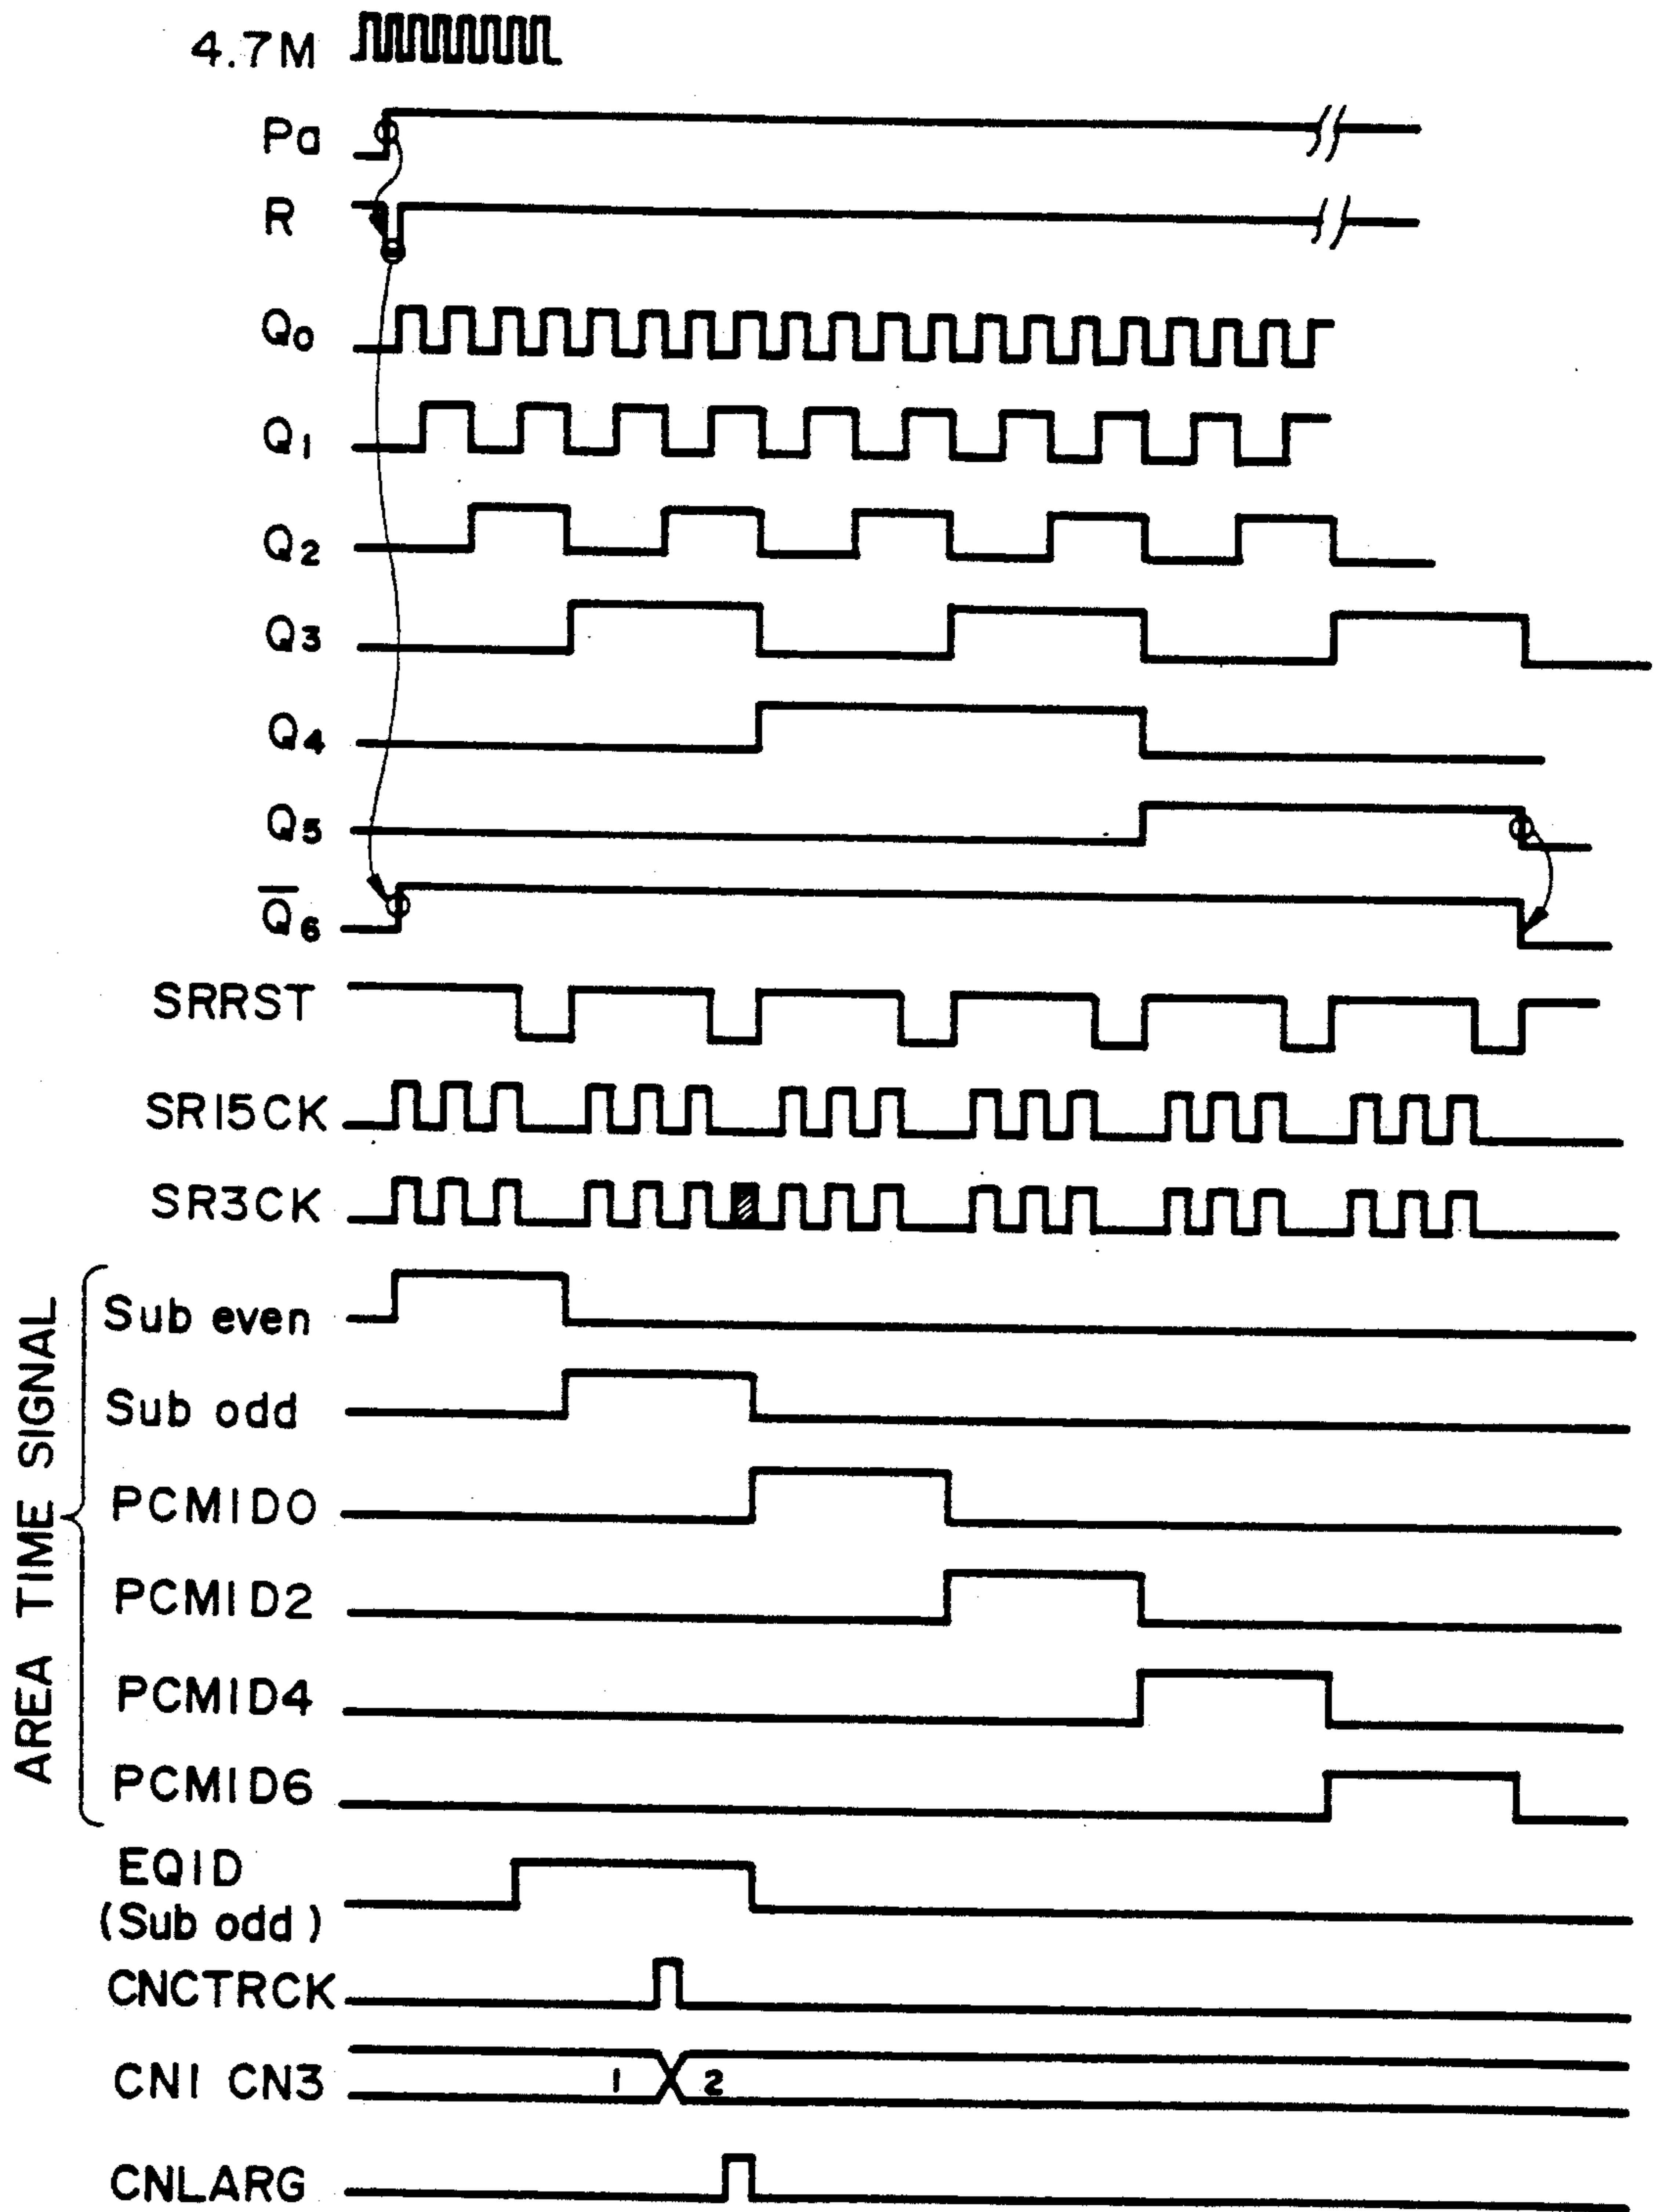 4.7M
Pa
R
Q0
Q1
Q2
Q3
Q4
Q5
Q̅6
SRRST
SR15CK
SR3CK
AREA TIME SIGNAL
Sub even
Sub odd
PCMID0
PCMID2
PCMID4
PCMID6
EQID
(Sub odd)
CNCTRCK
CN1 CN3 1 2
CNLARG